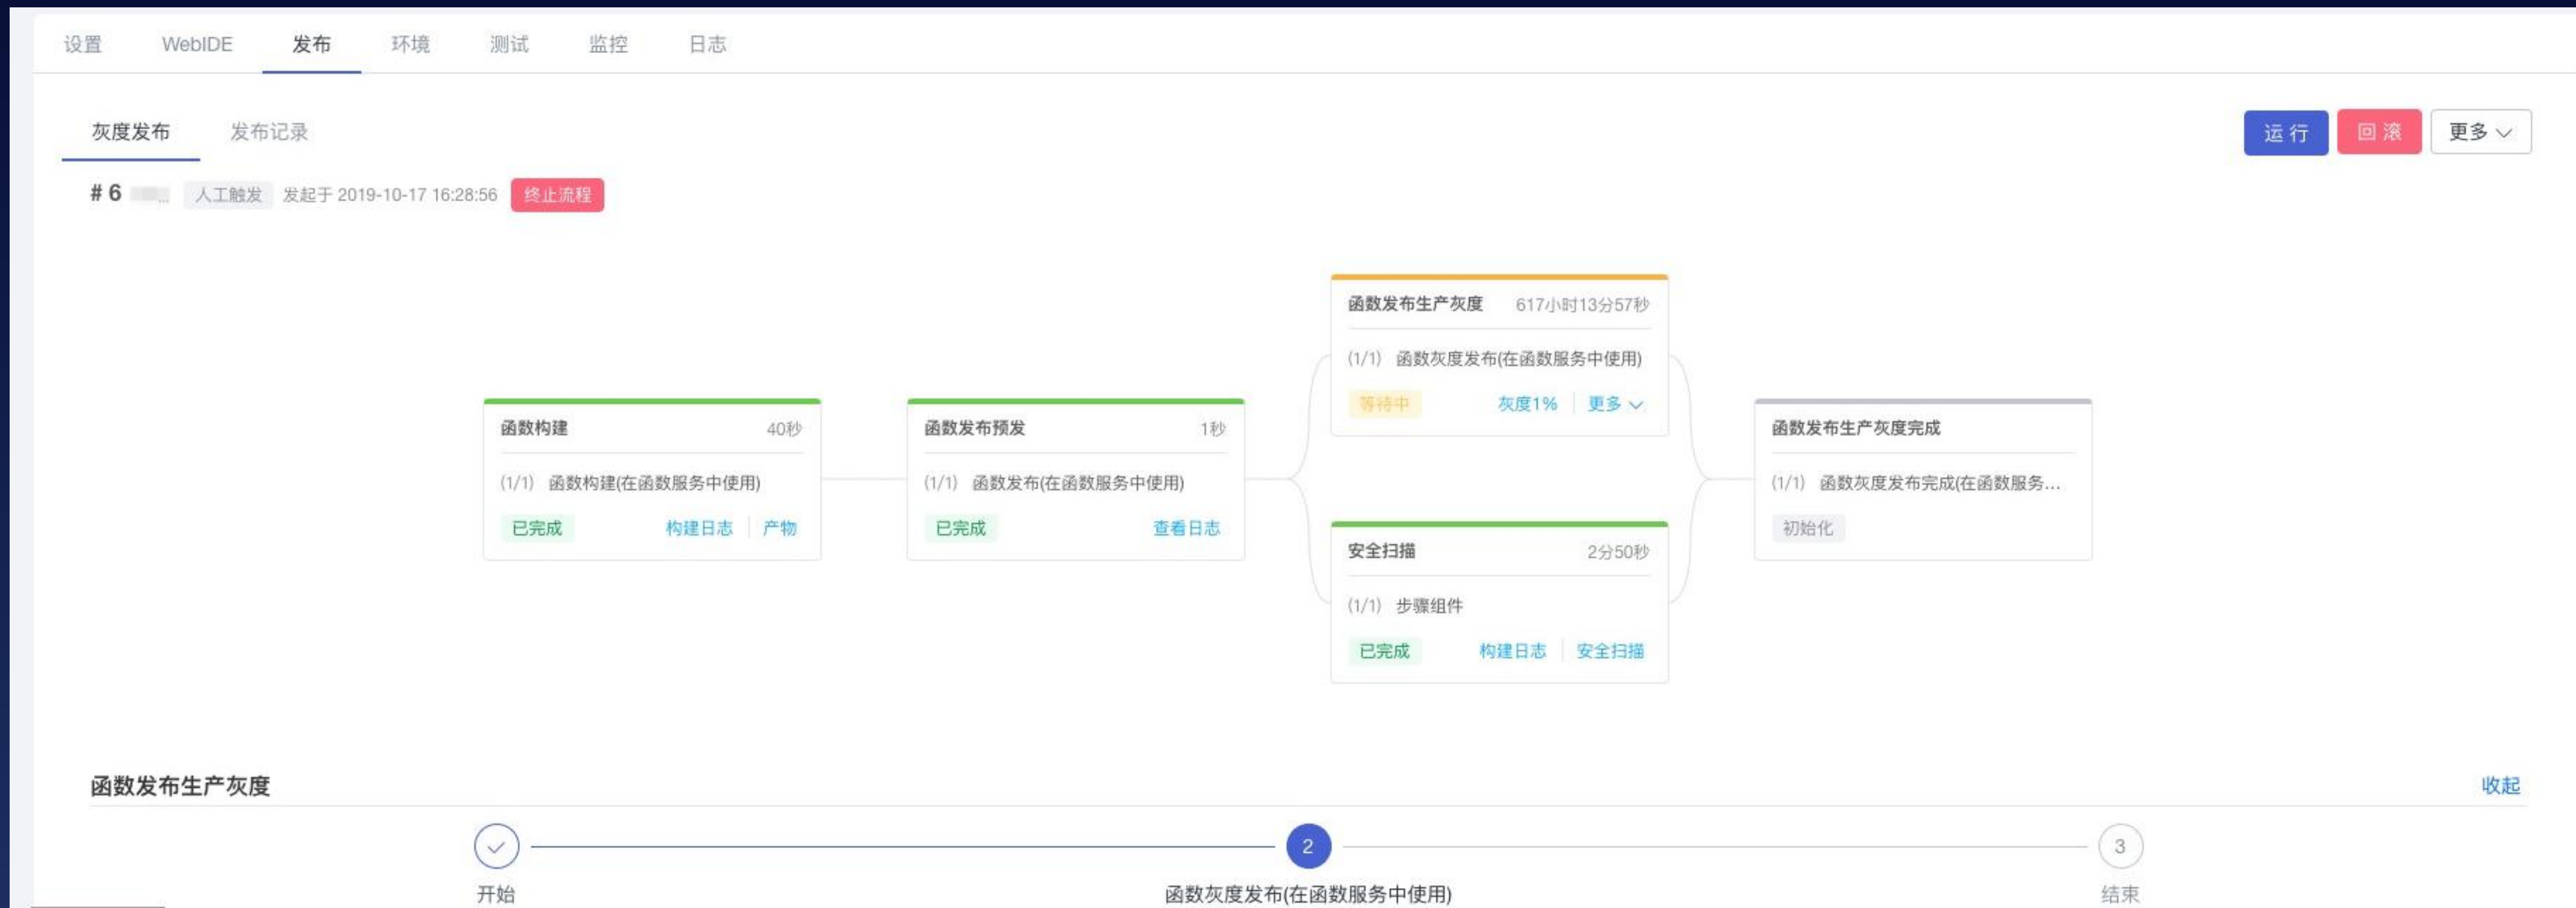 设置 WebIDE 发布 环境 测试 监控 日志
灰度发布 发布记录 运行 回滚 更多
#6 人工触发 发起于 2019-10-17 16:28:56 终止流程
函数构建 40秒
(1/1) 函数构建(在函数服务中使用)
已完成 构建日志 产物
函数发布预发 1秒
(1/1) 函数发布(在函数服务中使用)
已完成 查看日志
函数发布生产灰度 617小时13分57秒
(1/1) 函数灰度发布(在函数服务中使用)
等待中 灰度1% 更多
安全扫描 2分50秒
(1/1) 步骤组件
已完成 构建日志 安全扫描
函数发布生产灰度完成
(1/1) 函数灰度发布完成(在函数服务...
初始化
函数发布生产灰度 收起
2 3
开始 函数灰度发布(在函数服务中使用) 结束